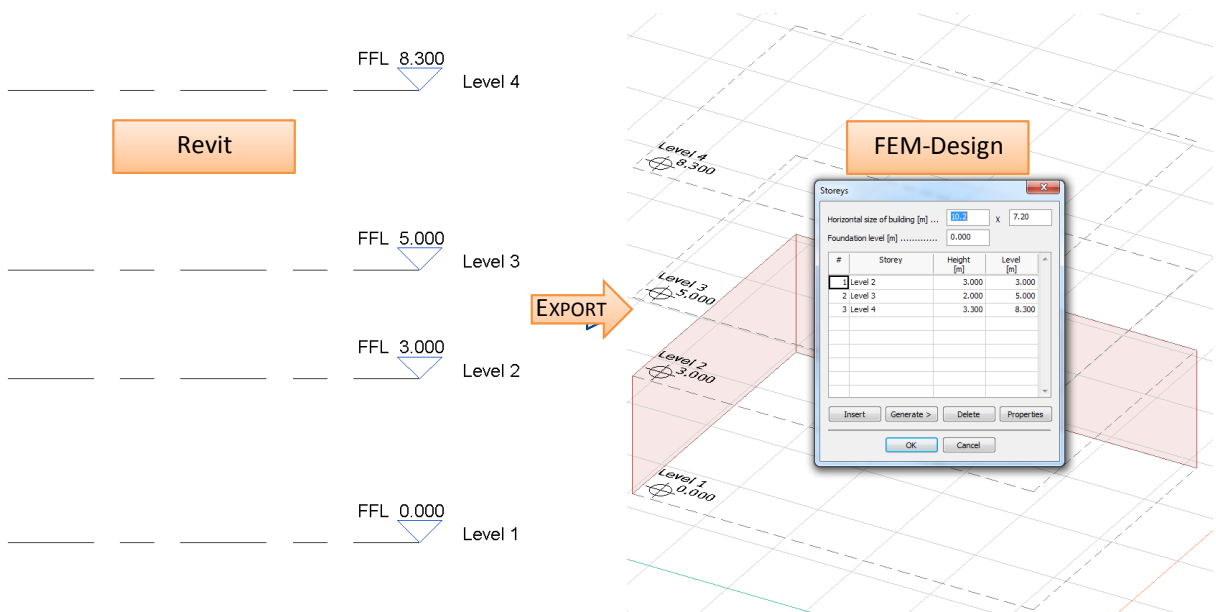 FFL 8.300
Level 4
Revit
FFL 5.000
Level 3
FFL 3.000
Level 2
FFL 0.000
Level 1
EXPORT
FEM-Design
Level 4
8.300
Level 3
5.000
Level 2
3.000
Level 1
0.000
Storeys
Horizontal size of building [m] ... 10.2 x 7.20
Foundation level [m] ............. 0.000
# Storey Height [m] Level [m]
1 Level 2 3.000 3.000
2 Level 3 2.000 5.000
3 Level 4 3.300 8.300
Insert Generate > Delete Properties
OK Cancel